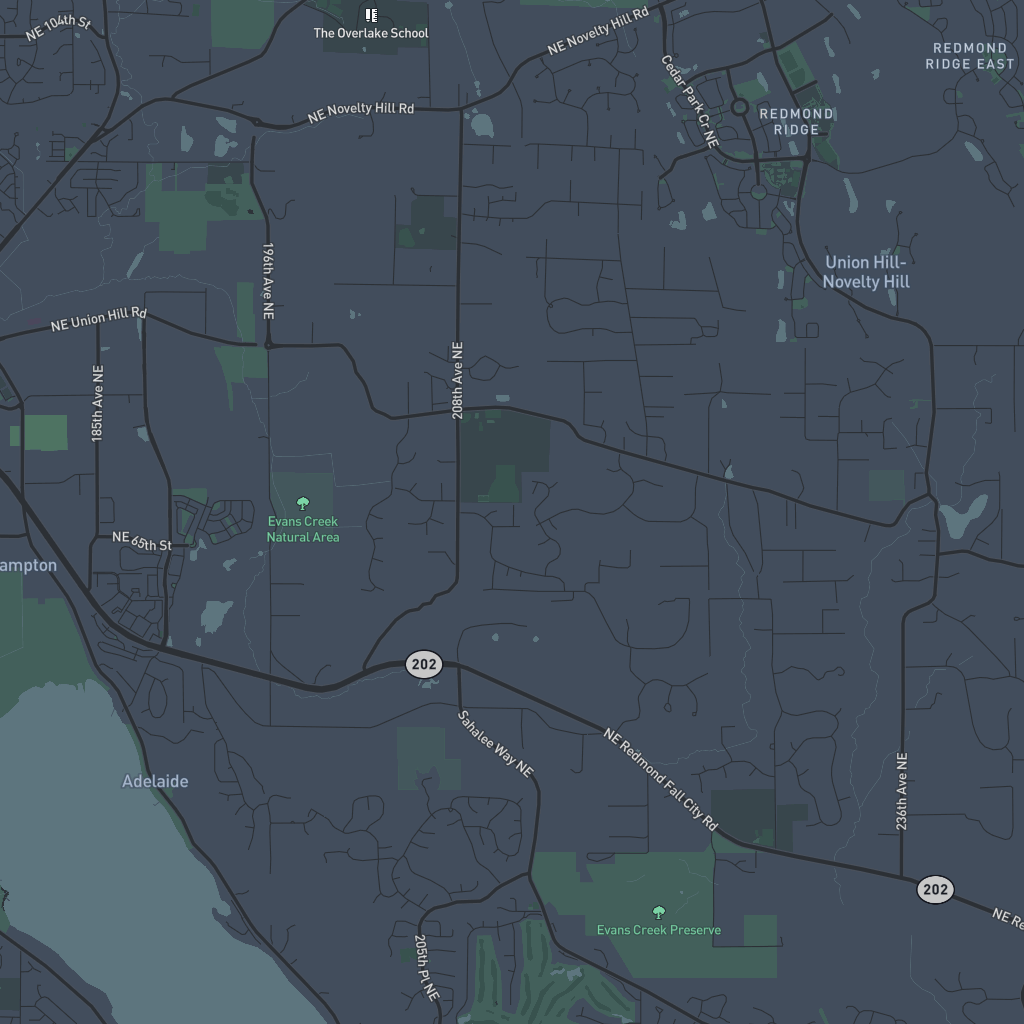 NE 104th St
The Overlake School
NE Novelty Hill Rd
NE Novelty Hill Rd
Cedar Park Cr NE
REDMOND
RIDGE EAST
REDMOND
RIDGE
196th Ave NE
Union Hill-
Novelty Hill
NE Union Hill Rd
185th Ave NE
208th Ave NE
Evans Creek
Natural Area
NE 65th St
ampton
202
Sahalee Way NE
NE Redmond Fall City Rd
Adelaide
236th Ave NE
202
NE Re
Evans Creek Preserve
205th Pl NE